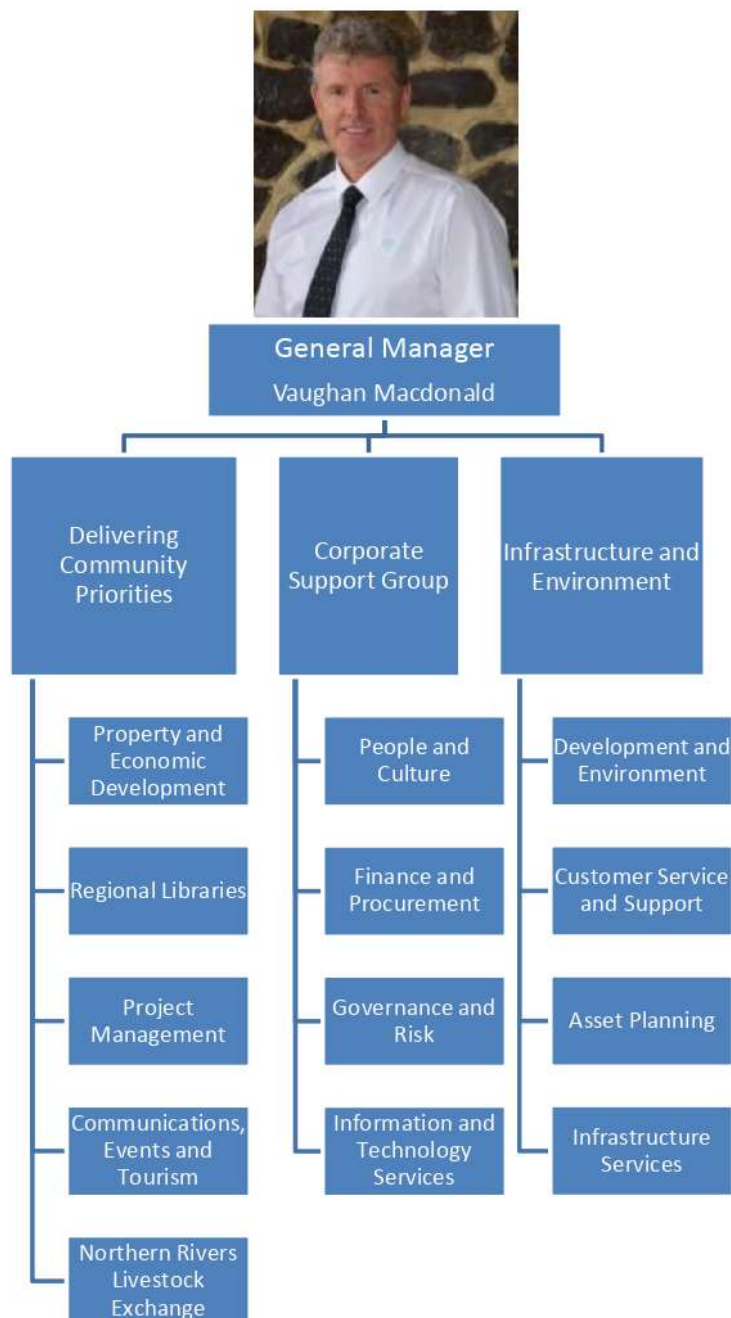 General Manager
Vaughan Macdonald
Delivering
Community
Priorities
Property and
Economic
Development
Regional Libraries
Project
Management
Communications,
Events and
Tourism
Northern Rivers
Livestock
Exchange
Corporate
Support Group
People and
Culture
Finance and
Procurement
Governance and
Risk
Information and
Technology
Services
Infrastructure and
Environment
Development and
Environment
Customer Service
and Support
Asset Planning
Infrastructure
Services